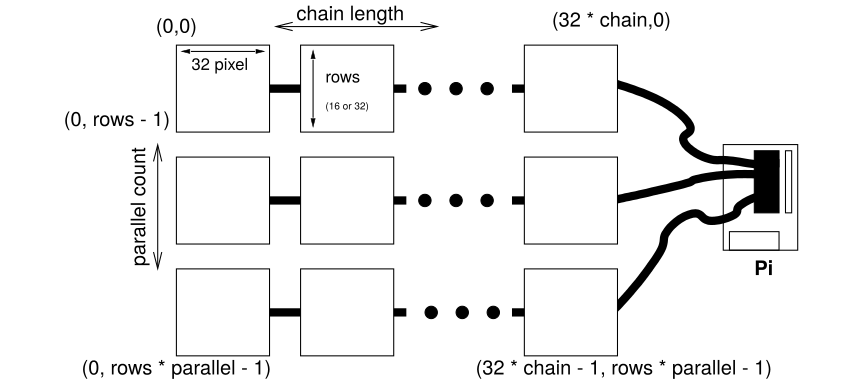 chain length
(0,0)
(32 * chain,0)
32 pixel
rows
(16 or 32)
(0, rows - 1)
parallel count
Pi
(0, rows * parallel - 1)
(32 * chain - 1, rows * parallel - 1)